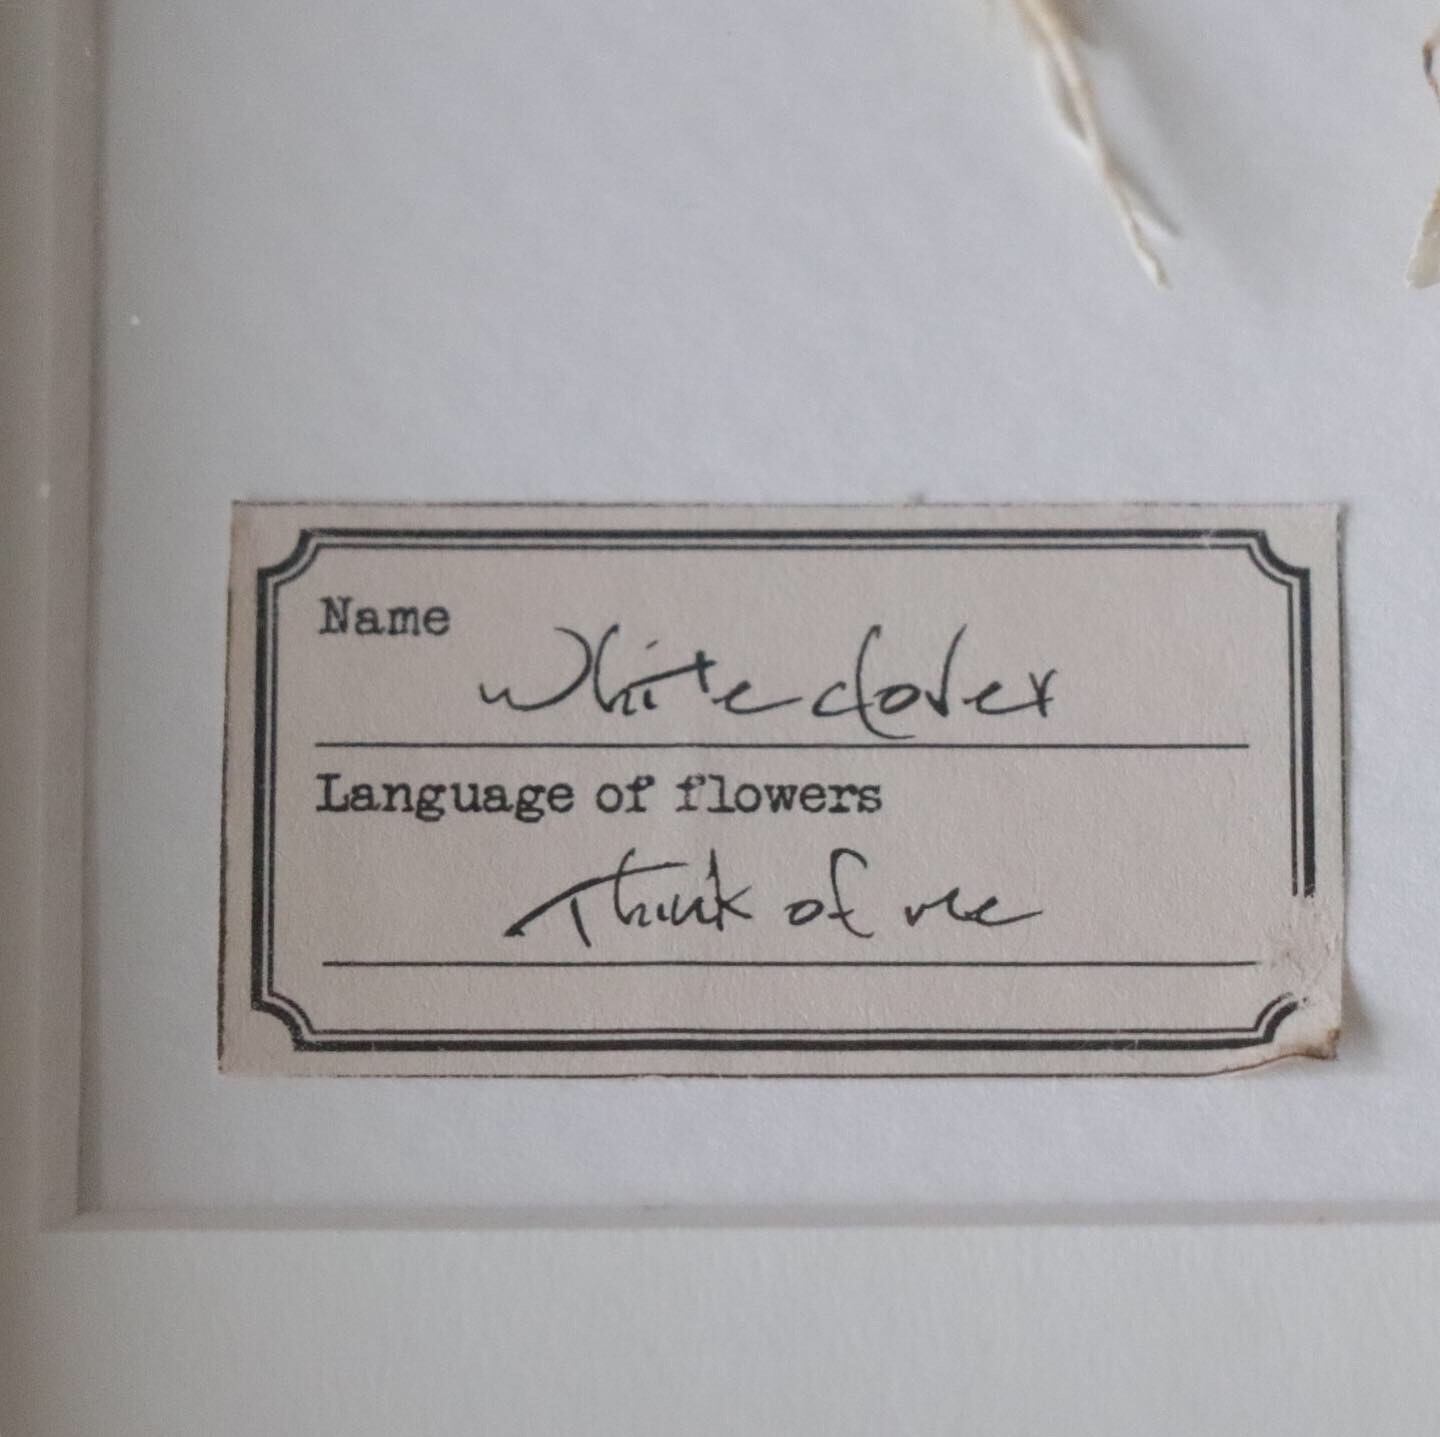 Name
White clover
Language of flowers
Think of me